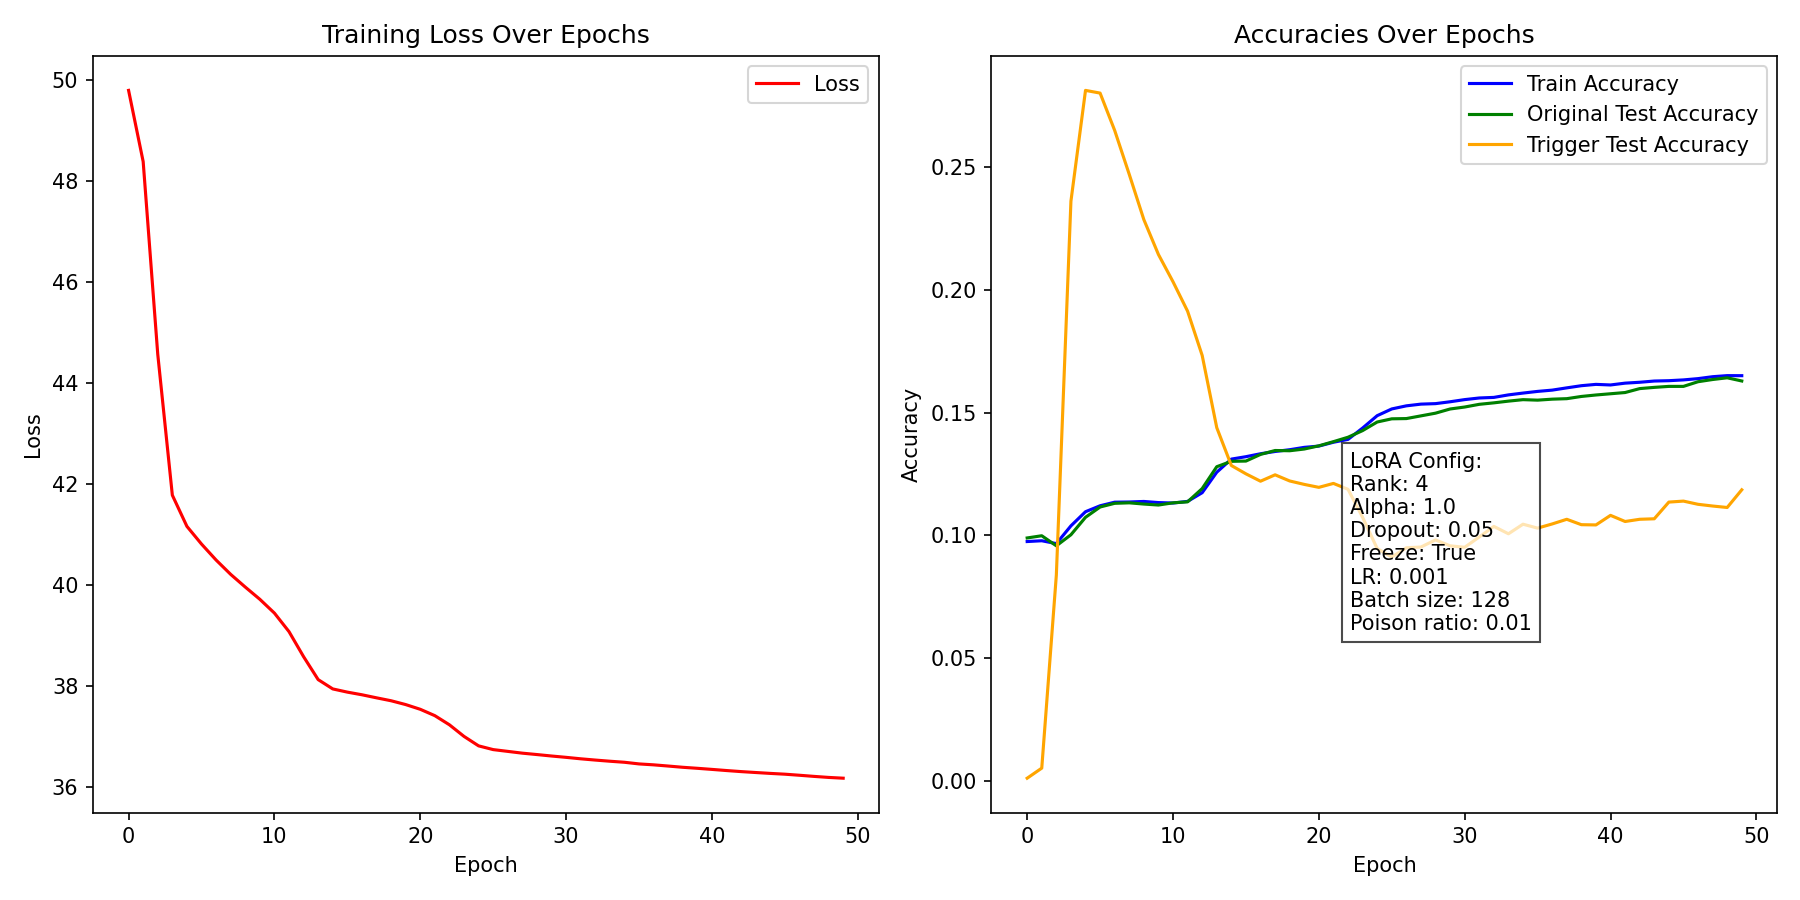 Training Loss Over Epochs
Loss
50
48
46
44
42
40
38
36
Loss
0
10
20
30
40
50
Epoch
Accuracies Over Epochs
Train Accuracy
Original Test Accuracy
Trigger Test Accuracy
0.25
0.20
0.15
0.10
0.05
0.00
Accuracy
LoRA Config:
Rank: 4
Alpha: 1.0
Dropout: 0.05
Freeze: True
LR: 0.001
Batch size: 128
Poison ratio: 0.01
0
10
20
30
40
50
Epoch